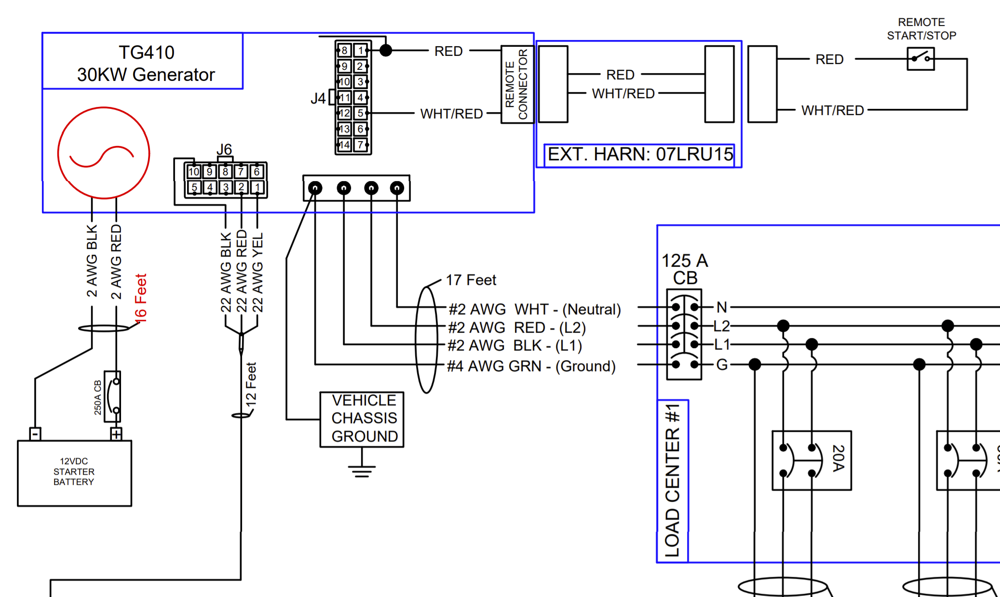 REMOTE
START/STOP
TG410
30KW Generator
8 1
9 2
10 3
11 4
12 5
13 6
14 7
J4
RED
WHT/RED
REMOTE
CONNECTOR
RED
WHT/RED
EXT. HARN: 07LRU15
RED
WHT/RED
J6
10 9 8 7 6
5 4 3 2 1
2 AWG BLK
2 AWG RED
16 Feet
22 AWG BLK
22 AWG RED
22 AWG YEL
12 Feet
17 Feet
#2 AWG WHT - (Neutral)
#2 AWG RED - (L2)
#2 AWG BLK - (L1)
#4 AWG GRN - (Ground)
125 A
CB
N
L2
L1
G
250A CB
-
+
12VDC
STARTER
BATTERY
VEHICLE
CHASSIS
GROUND
LOAD CENTER #1
20A